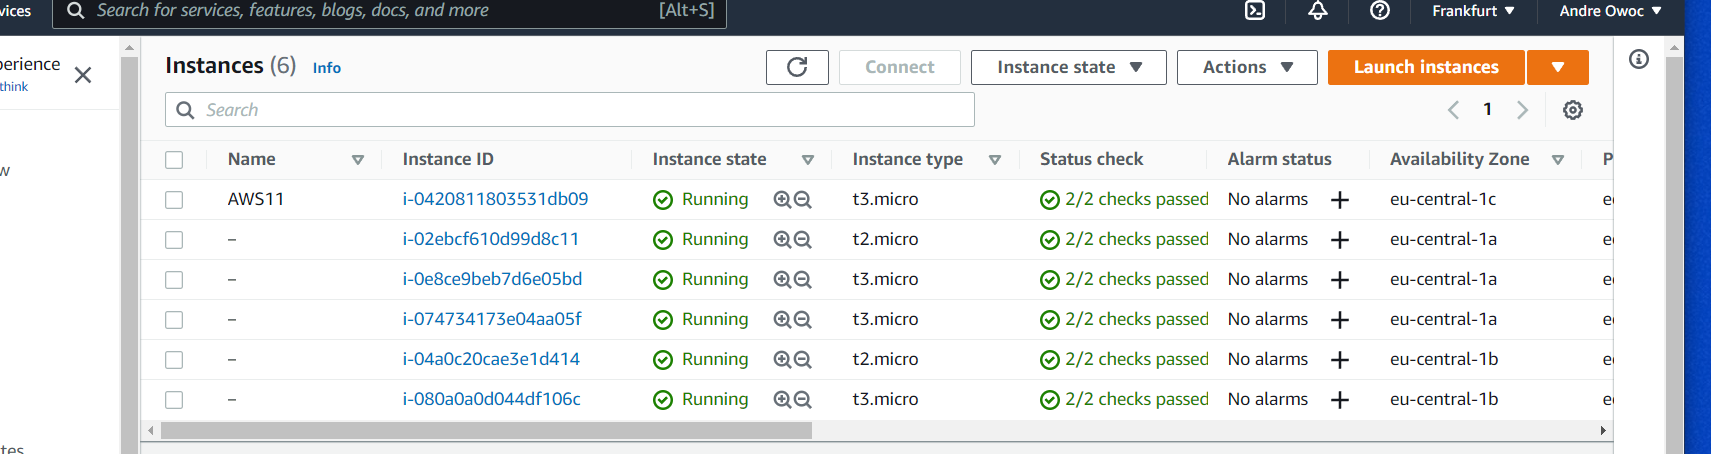 vices Search for services, features, blogs, docs, and more [Alt+S] Frankfurt Andre Owoc
perience
think
Instances (6) Info Connect Instance state Actions Launch instances
Search 1
Name Instance ID Instance state Instance type Status check Alarm status Availability Zone P
AWS11 i-0420811803531db09 Running t3.micro 2/2 checks passed No alarms + eu-central-1c e
– i-02ebcf610d99d8c11 Running t2.micro 2/2 checks passed No alarms + eu-central-1a e
– i-0e8ce9beb7d6e05bd Running t3.micro 2/2 checks passed No alarms + eu-central-1a e
– i-074734173e04aa05f Running t3.micro 2/2 checks passed No alarms + eu-central-1a e
– i-04a0c20cae3e1d414 Running t2.micro 2/2 checks passed No alarms + eu-central-1b e
– i-080a0a0d044df106c Running t3.micro 2/2 checks passed No alarms + eu-central-1b e
w
tes